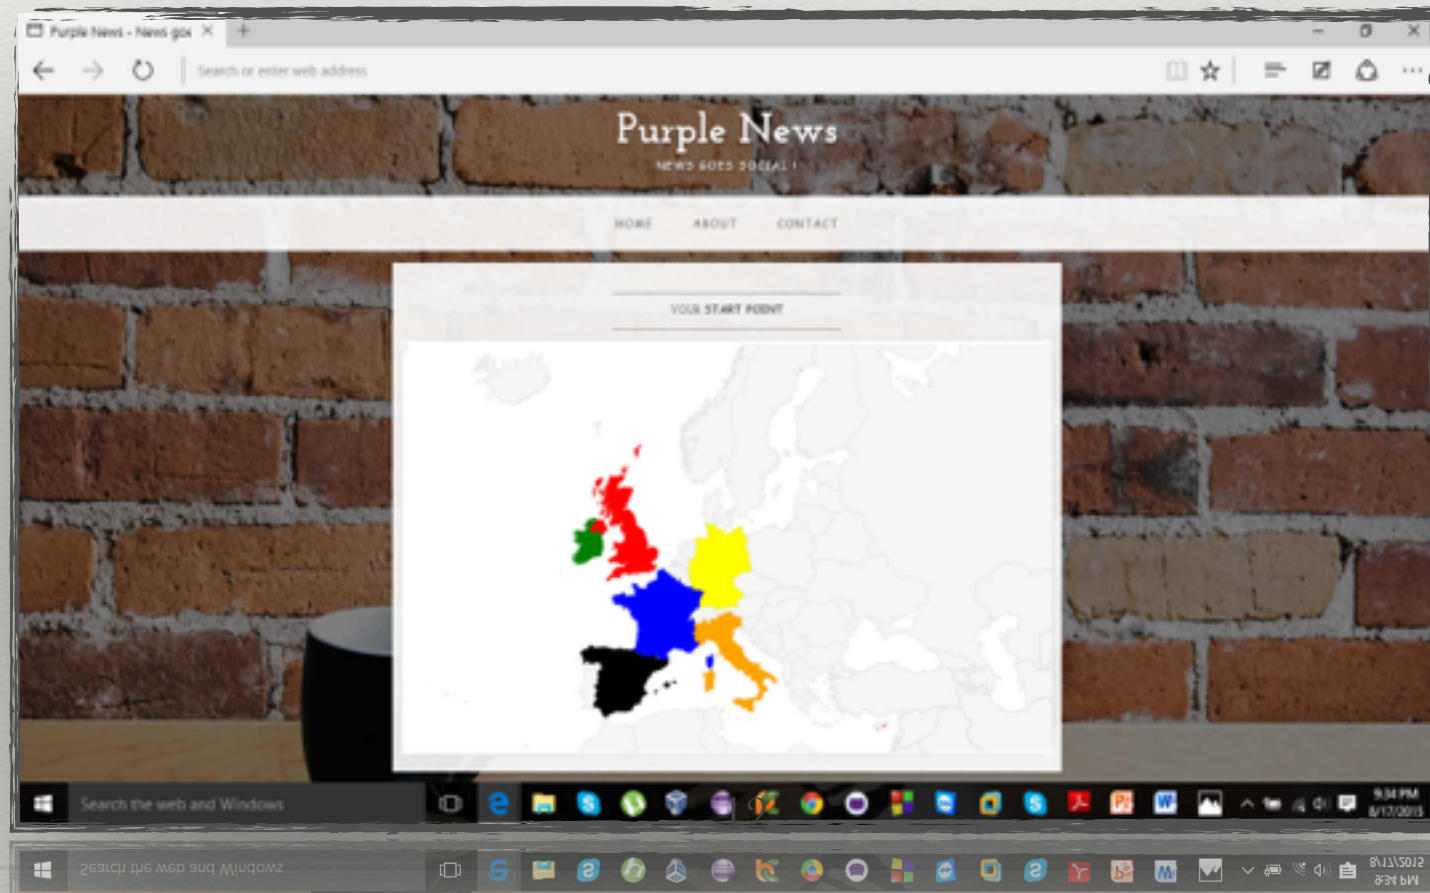 Purple News - News goe
Search or enter web address
Purple News
NEWS GOES SOCIAL !
HOME ABOUT CONTACT
YOUR START POINT
Search the web and Windows
9:34 PM
8/17/2015